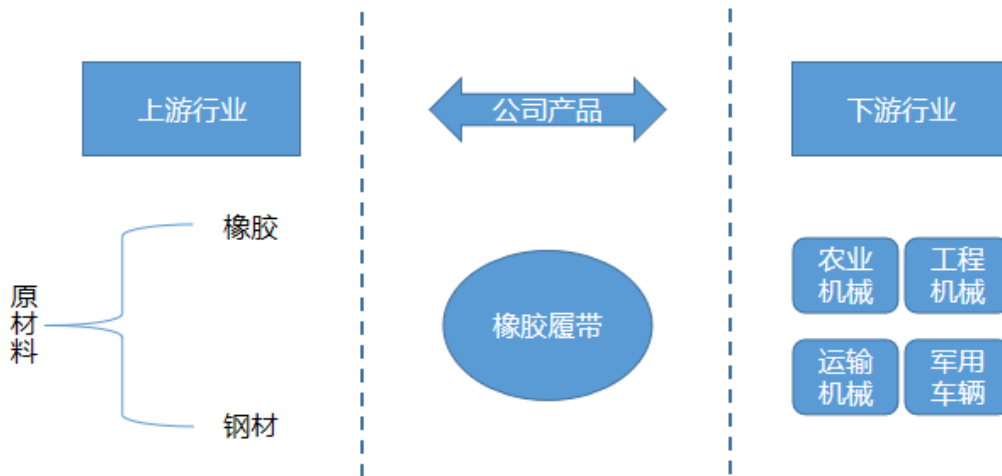 上游行业
公司产品
下游行业
原
材
料
橡胶
钢材
橡胶履带
农业
机械
工程
机械
运输
机械
军用
车辆